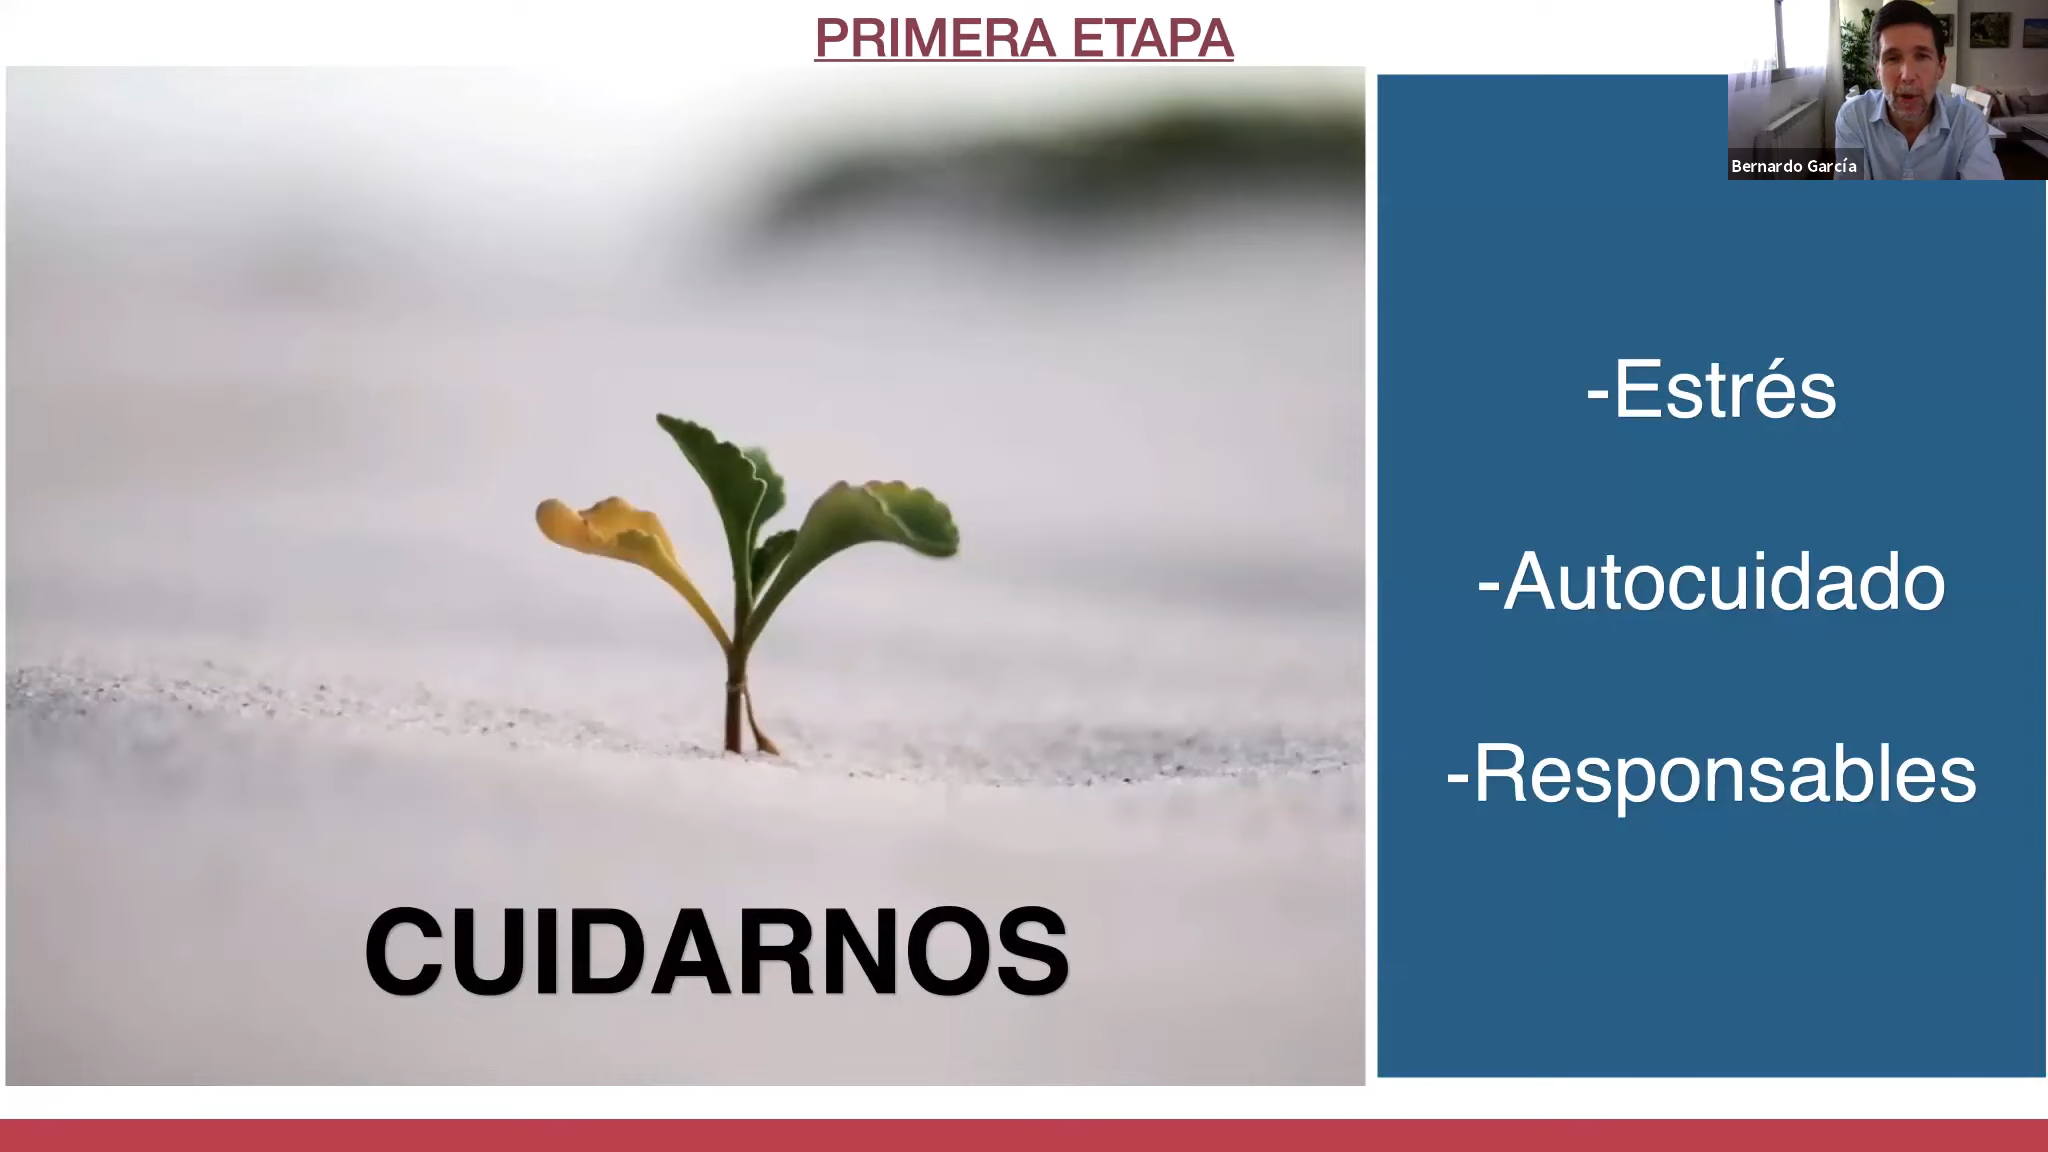 PRIMERA ETAPA
Bernardo García
-Estrés
-Autocuidado
-Responsables
CUIDARNOS